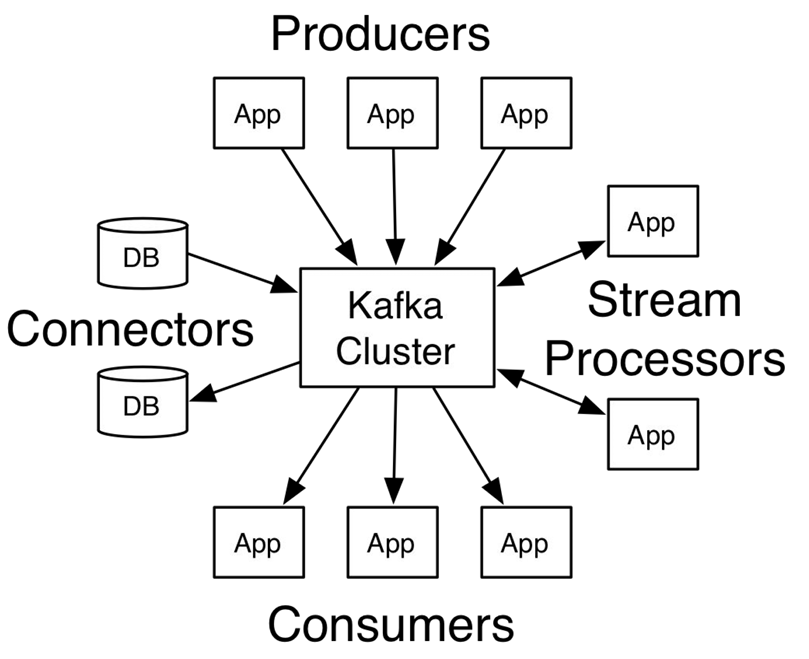 Producers
App
App
App
App
DB
Kafka
Cluster
Stream
Processors
Connectors
DB
App
App
App
App
Consumers